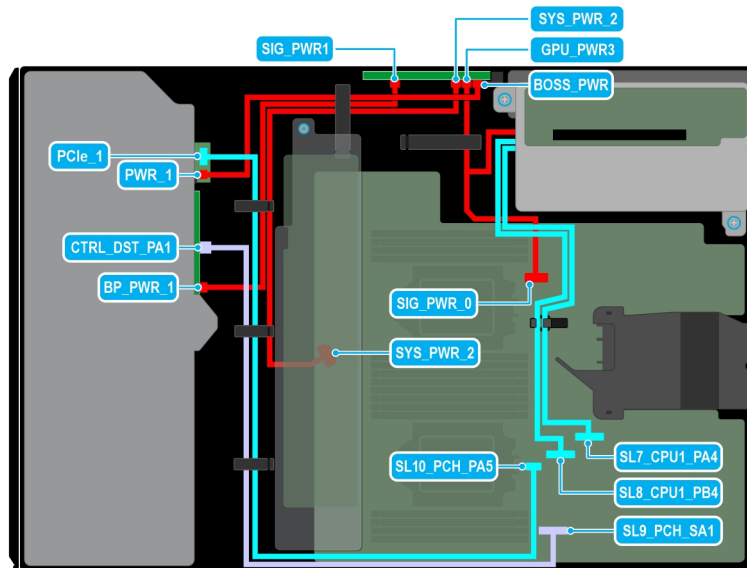 SYS_PWR_2
SIG_PWR1
GPU_PWR3
BOSS_PWR
PCIe_1
PWR_1
CTRL_DST_PA1
BP_PWR_1
SIG_PWR_0
SYS_PWR_2
SL7_CPU1_PA4
SL10_PCH_PA5
SL8_CPU1_PB4
SL9_PCH_SA1